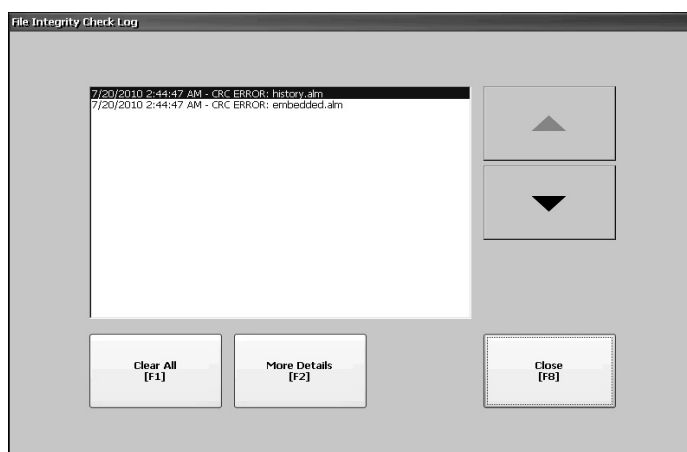 File Integrity Check Log
7/20/2010 2:44:47 AM - CRC ERROR: history.alm
7/20/2010 2:44:47 AM - CRC ERROR: embedded.alm
Clear All
[F1]
More Details
[F2]
Close
[F8]